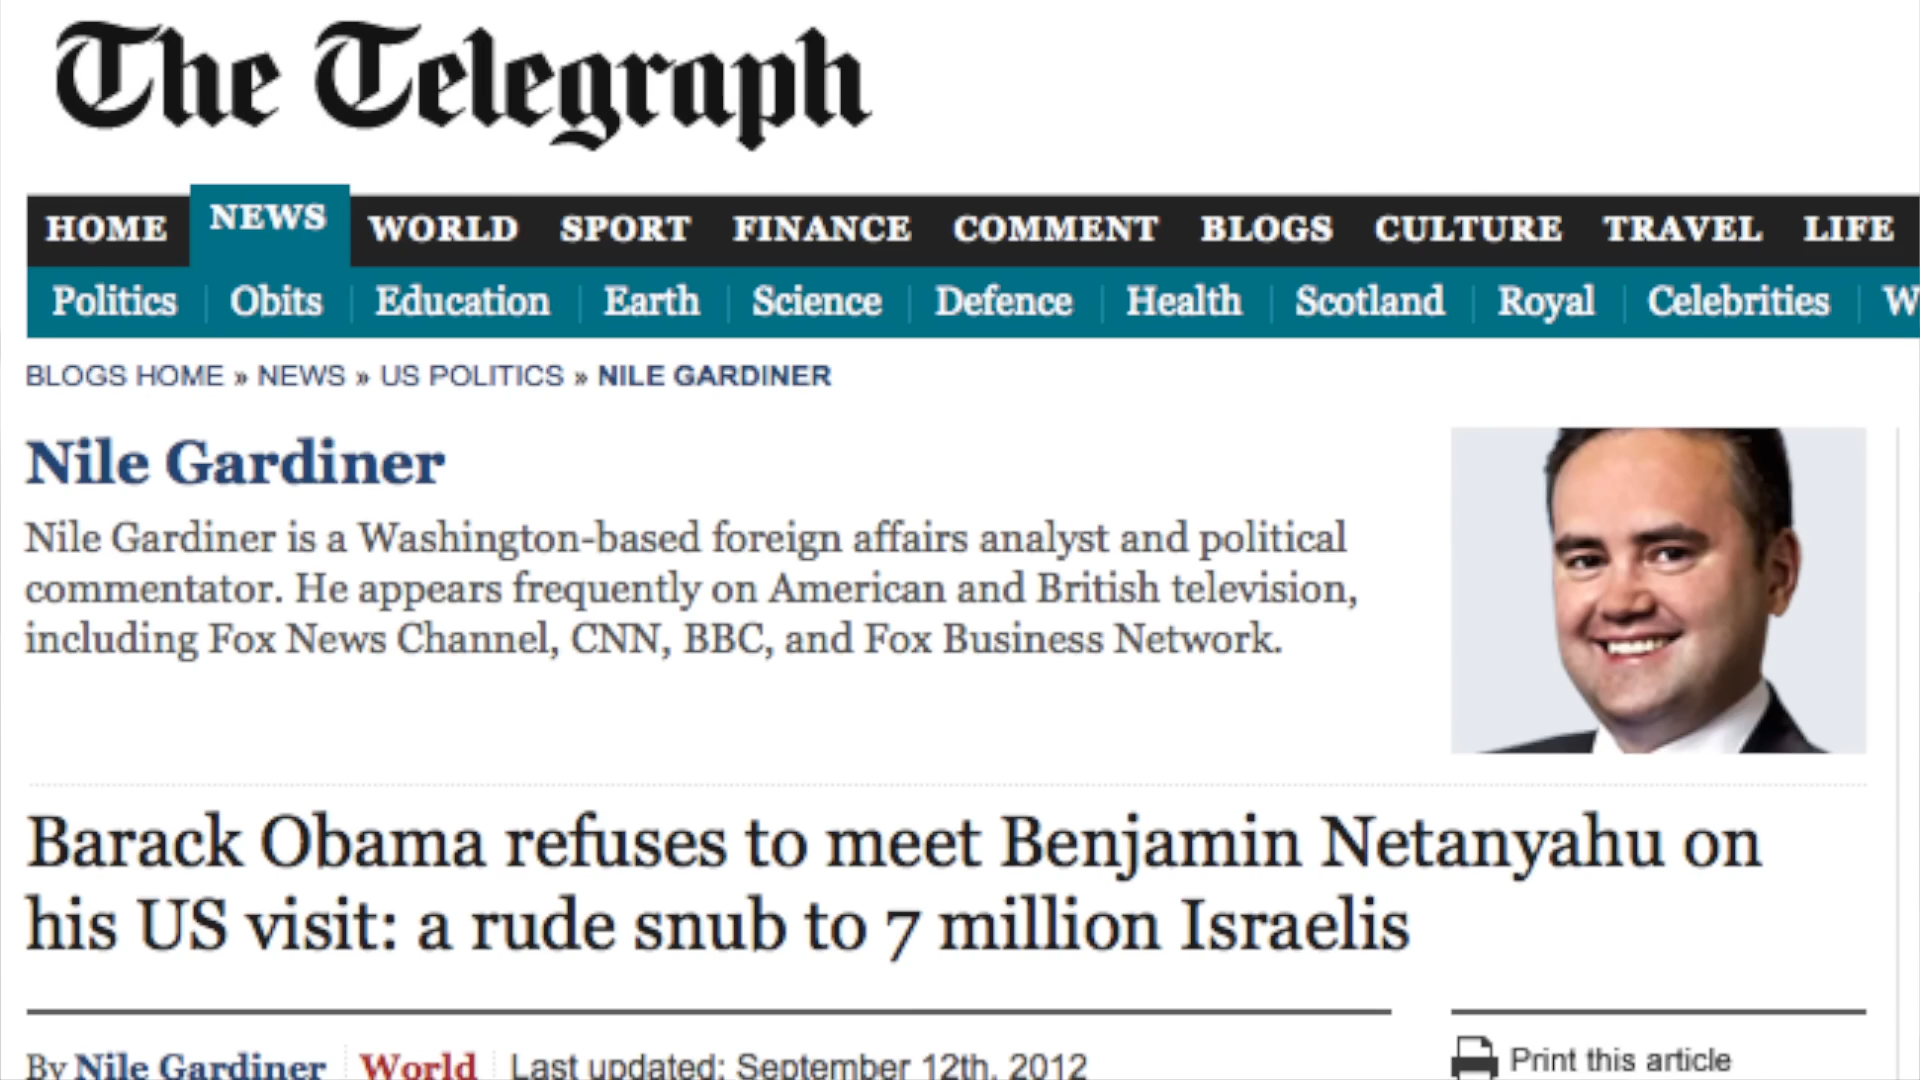 The Telegraph
HOME NEWS WORLD SPORT FINANCE COMMENT BLOGS CULTURE TRAVEL LIFE
Politics Obits Education Earth Science Defence Health Scotland Royal Celebrities W
BLOGS HOME » NEWS » US POLITICS » NILE GARDINER
Nile Gardiner
Nile Gardiner is a Washington-based foreign affairs analyst and political
commentator. He appears frequently on American and British television,
including Fox News Channel, CNN, BBC, and Fox Business Network.
Barack Obama refuses to meet Benjamin Netanyahu on
his US visit: a rude snub to 7 million Israelis
By Nile Gardiner World Last updated: September 12th, 2012
Print this article